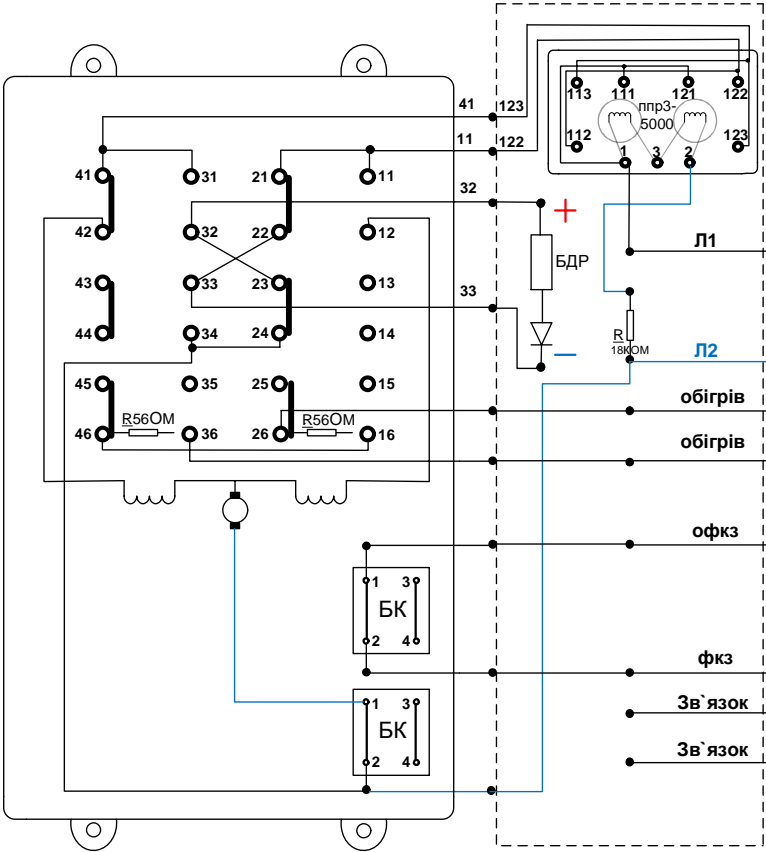 41 123
113 111 121 122
ппр3-
5000
11 122
112 123
1 3 2
41 31 21 11
32
+
42 32 22 12
Л1
БДР
43 33 23 13
33
44 34 24 14
R
18КОМ
—
Л2
45 35 25 15
обігрів
R56ОМ R56ОМ
46 36 26 16
обігрів
офкз
1 3
БК
2 4
фкз
Зв`язок
1 3
БК
Зв`язок
2 4